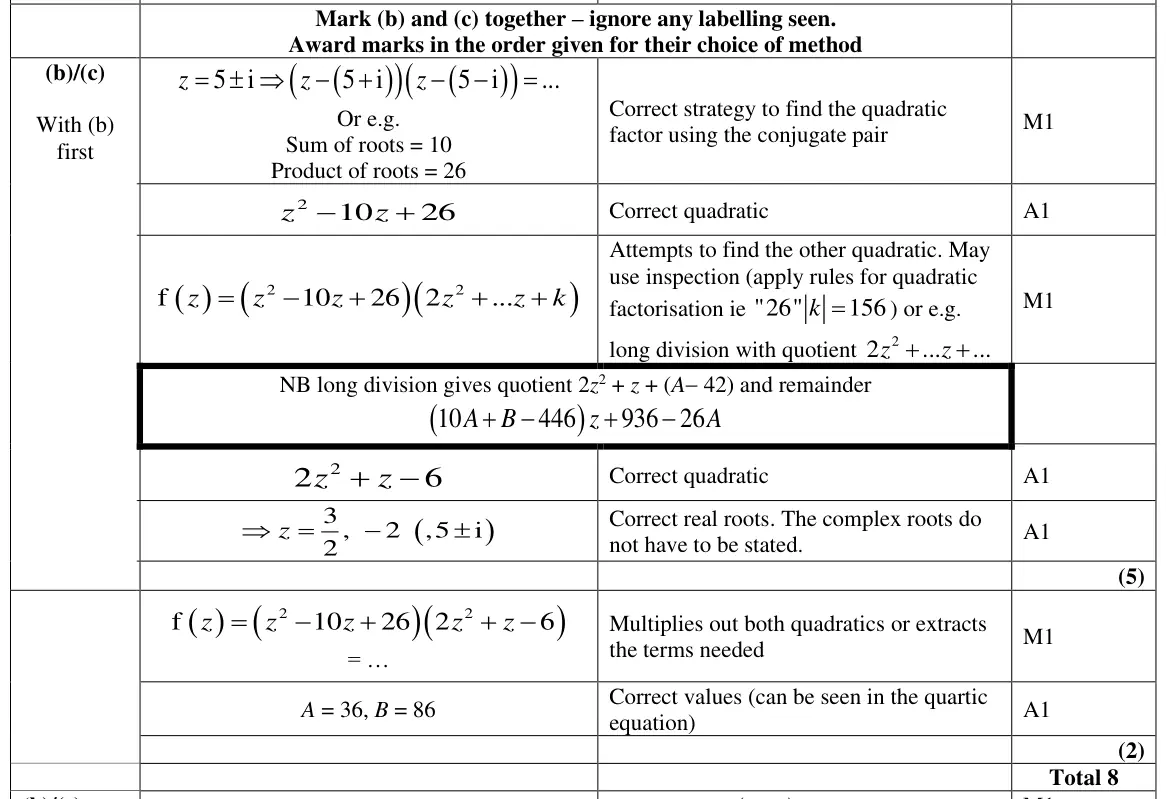 Mark (b) and (c) together – ignore any labelling seen.
Award marks in the order given for their choice of method
(b)/(c)
With (b)
first
z = 5 ± i ⇒ (z − (5 + i))(z − (5 − i)) = ...
Or e.g.
Sum of roots = 10
Product of roots = 26
Correct strategy to find the quadratic
factor using the conjugate pair
M1
z² − 10z + 26
Correct quadratic
A1
f(z) = (z² − 10z + 26)(2z² + ...z + k)
Attempts to find the other quadratic. May
use inspection (apply rules for quadratic
factorisation ie "26"|k| = 156) or e.g.
long division with quotient 2z² + ...z + ...
M1
NB long division gives quotient 2z² + z + (A– 42) and remainder
(10A + B − 446)z + 936 − 26A
2z² + z − 6
Correct quadratic
A1
⇒ z = 3/2, −2 (,5 ± i)
Correct real roots. The complex roots do
not have to be stated.
A1
(5)
f(z) = (z² − 10z + 26)(2z² + z − 6)
= …
Multiplies out both quadratics or extracts
the terms needed
M1
A = 36, B = 86
Correct values (can be seen in the quartic
equation)
A1
(2)
Total 8